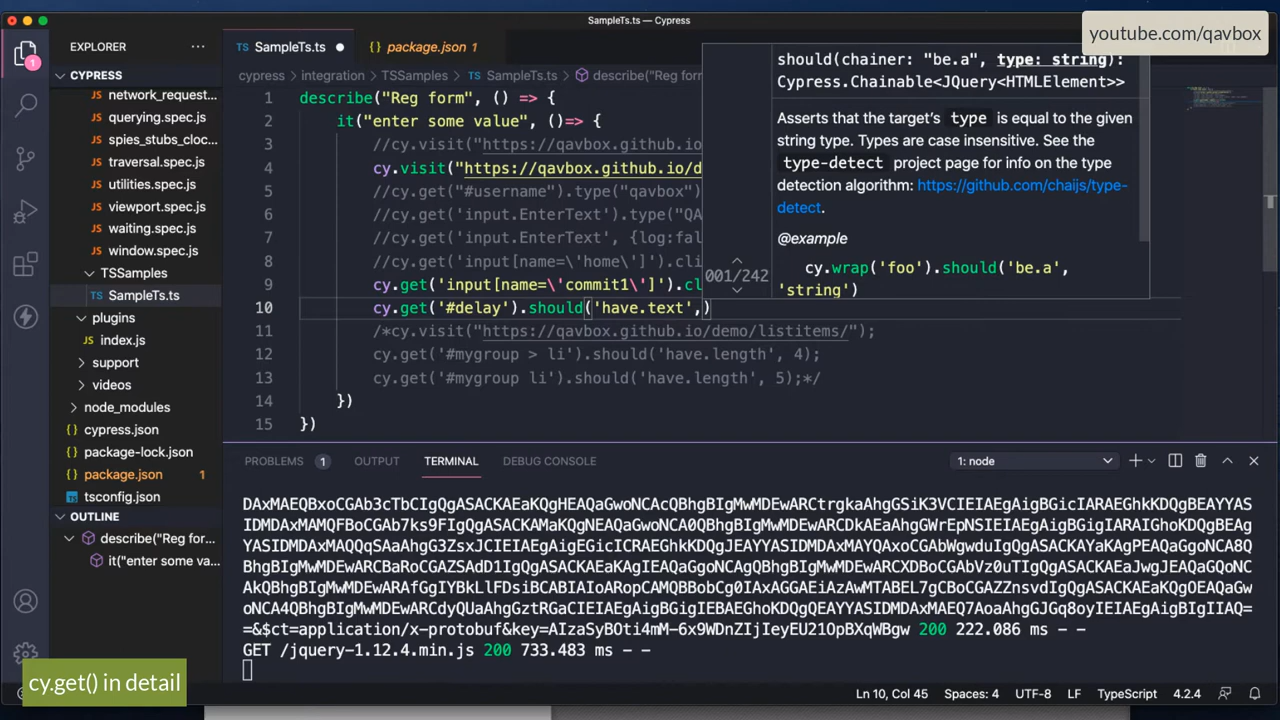 SampleTs.ts — Cypress
youtube.com/qavbox
EXPLORER
SampleTs.ts
package.json 1
CYPRESS
cypress › integration › TSSamples › TS SampleTs.ts › describe("Reg for
network_request...
querying.spec.js
spies_stubs_cloc...
traversal.spec.js
utilities.spec.js
viewport.spec.js
waiting.spec.js
window.spec.js
TSSamples
TS SampleTs.ts
plugins
index.js
support
videos
node_modules
cypress.json
package-lock.json
package.json 1
tsconfig.json
OUTLINE
describe("Reg for...
it("enter some va...
1 describe("Reg form", () => {
2 it("enter some value", ()=> {
3 //cy.visit("https://qavbox.github.io
4 cy.visit("https://qavbox.github.io/d
5 //cy.get("#username").type("qavbox")
6 //cy.get('input.EnterText').type("QA
7 //cy.get('input.EnterText', {log:fal
8 //cy.get('input[name=\'home\']').cli
9 cy.get('input[name=\'commit1\']').cl
10 cy.get('#delay').should('have.text',)
11 /*cy.visit("https://qavbox.github.io/demo/listitems/");
12 cy.get('#mygroup > li').should('have.length', 4);
13 cy.get('#mygroup li').should('have.length', 5);*/
14 })
15 })
should(chainer: "be.a", type: string):
Cypress.Chainable<JQuery<HTMLElement>>
Asserts that the target's type is equal to the given
string type. Types are case insensitive. See the
type-detect project page for info on the type
detection algorithm: https://github.com/chaijs/type-
detect.
@example
cy.wrap('foo').should('be.a',
'string')
001/242
PROBLEMS 1 OUTPUT TERMINAL DEBUG CONSOLE
1: node
=&$ct=application/x-protobuf&key=AIzaSyBOti4mM-6x9WDnZIjIeyEU21OpBXqWBgw 200 222.086 ms - -
GET /jquery-1.12.4.min.js 200 733.483 ms - -
cy.get() in detail
Ln 10, Col 45 Spaces: 4 UTF-8 LF TypeScript 4.2.4